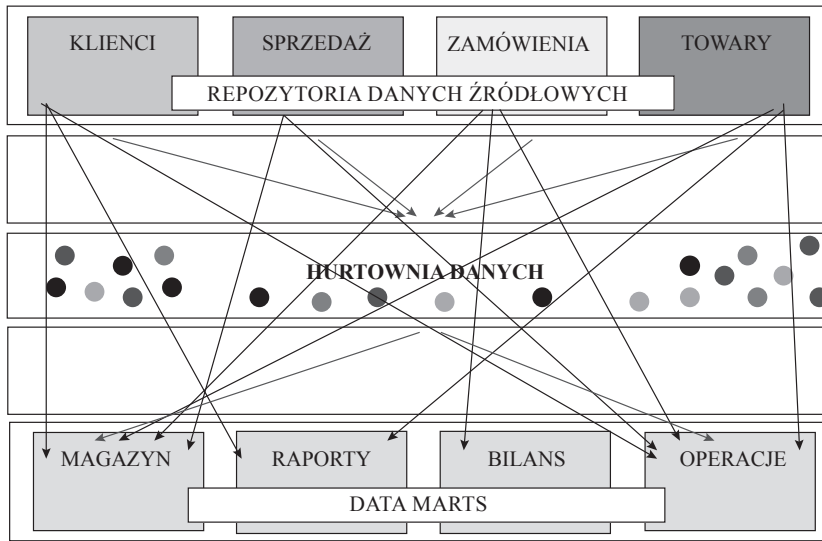 KLIENCI
SPRZEDAŻ
ZAMÓWIENIA
TOWARY
REPOZYTORIA DANYCH ŹRÓDŁOWYCH
HURTOWNIA DANYCH
MAGAZYN
RAPORTY
BILANS
OPERACJE
DATA MARTS